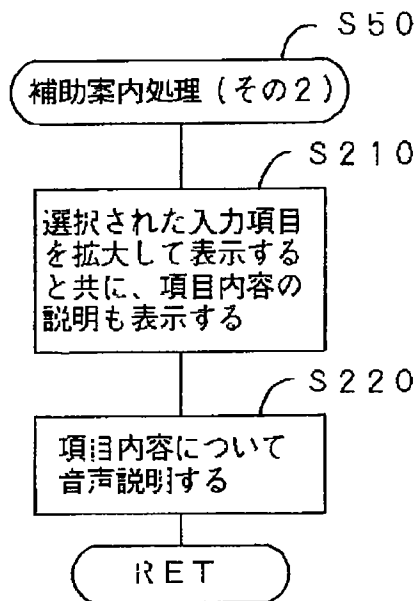 S50
補助案内処理(その2)
S210
選択された入力項目
を拡大して表示する
と共に、項目内容の
説明も表示する
S220
項目内容について
音声説明する
RET